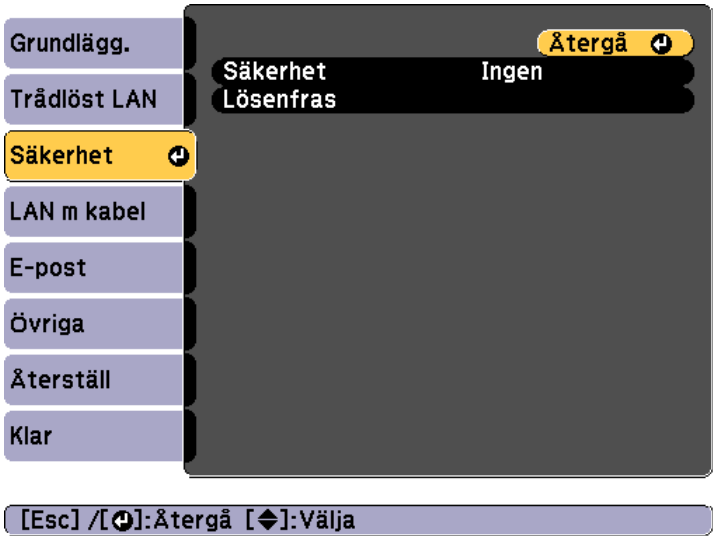 Grundlägg.
Trådlöst LAN
Säkerhet
LAN m kabel
E-post
Övriga
Återställ
Klar
Återgå
Säkerhet Ingen
Lösenfras
[Esc] /[⏎]:Återgå [◆]:Välja